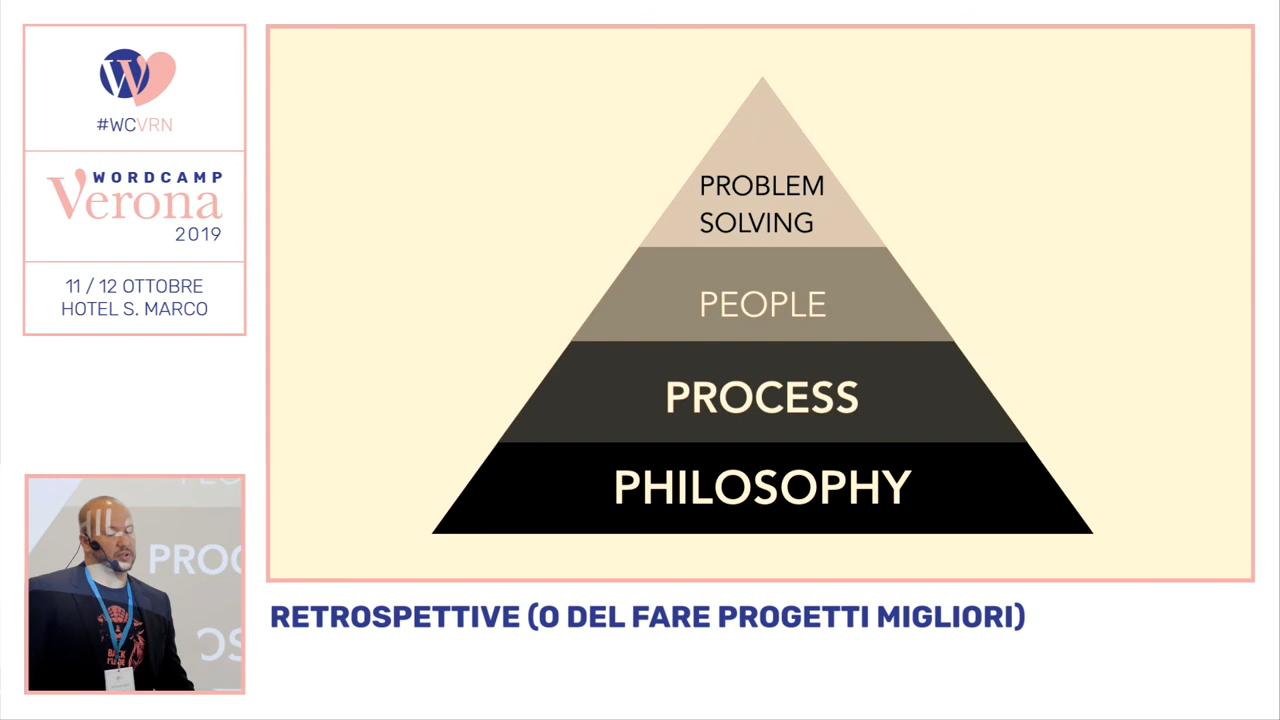 #WCVRN
WORDCAMP
Verona
2019
11 / 12 OTTOBRE
HOTEL S. MARCO
PROBLEM
SOLVING
PEOPLE
PROCESS
PHILOSOPHY
RETROSPETTIVE (O DEL FARE PROGETTI MIGLIORI)